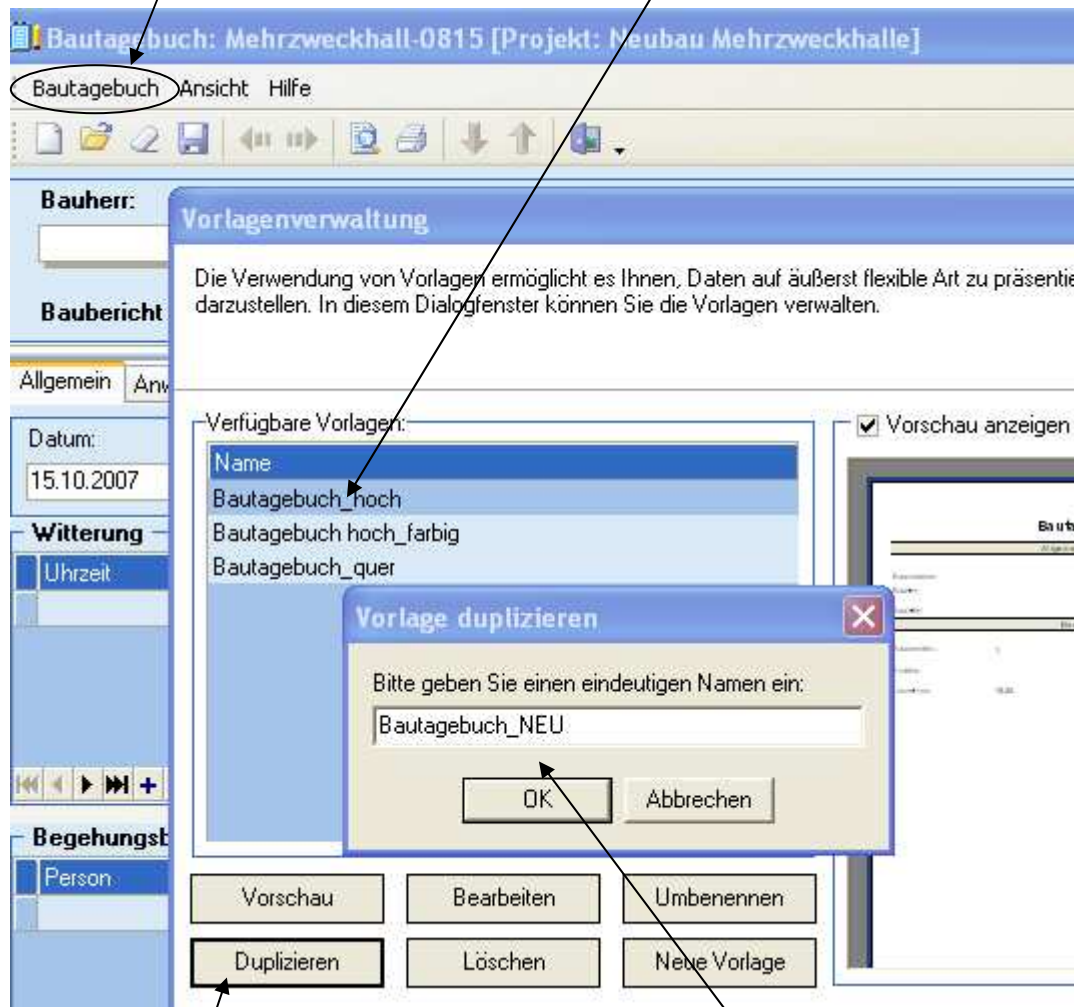 Bautagebuch: Mehrzweckhall-0815 [Projekt: Neubau Mehrzweckhalle]
Bautagebuch Ansicht Hilfe
Bauherr:
Vorlagenverwaltung
Die Verwendung von Vorlagen ermöglicht es Ihnen, Daten auf äußerst flexible Art zu präsentie
darzustellen. In diesem Dialogfenster können Sie die Vorlagen verwalten.
Baubericht
Allgemein Anw
Verfügbare Vorlagen:
Vorschau anzeigen
Datum:
Name
15.10.2007
Bautagebuch_hoch
Bautagebuch hoch_farbig
Bautagebuch_quer
Witterung
Uhrzeit
Bauta
Vorlage duplizieren
Bitte geben Sie einen eindeutigen Namen ein:
Bautagebuch_NEU
OK Abbrechen
Begehungsb
Person
Vorschau Bearbeiten Umbenennen
Duplizieren Löschen Neue Vorlage